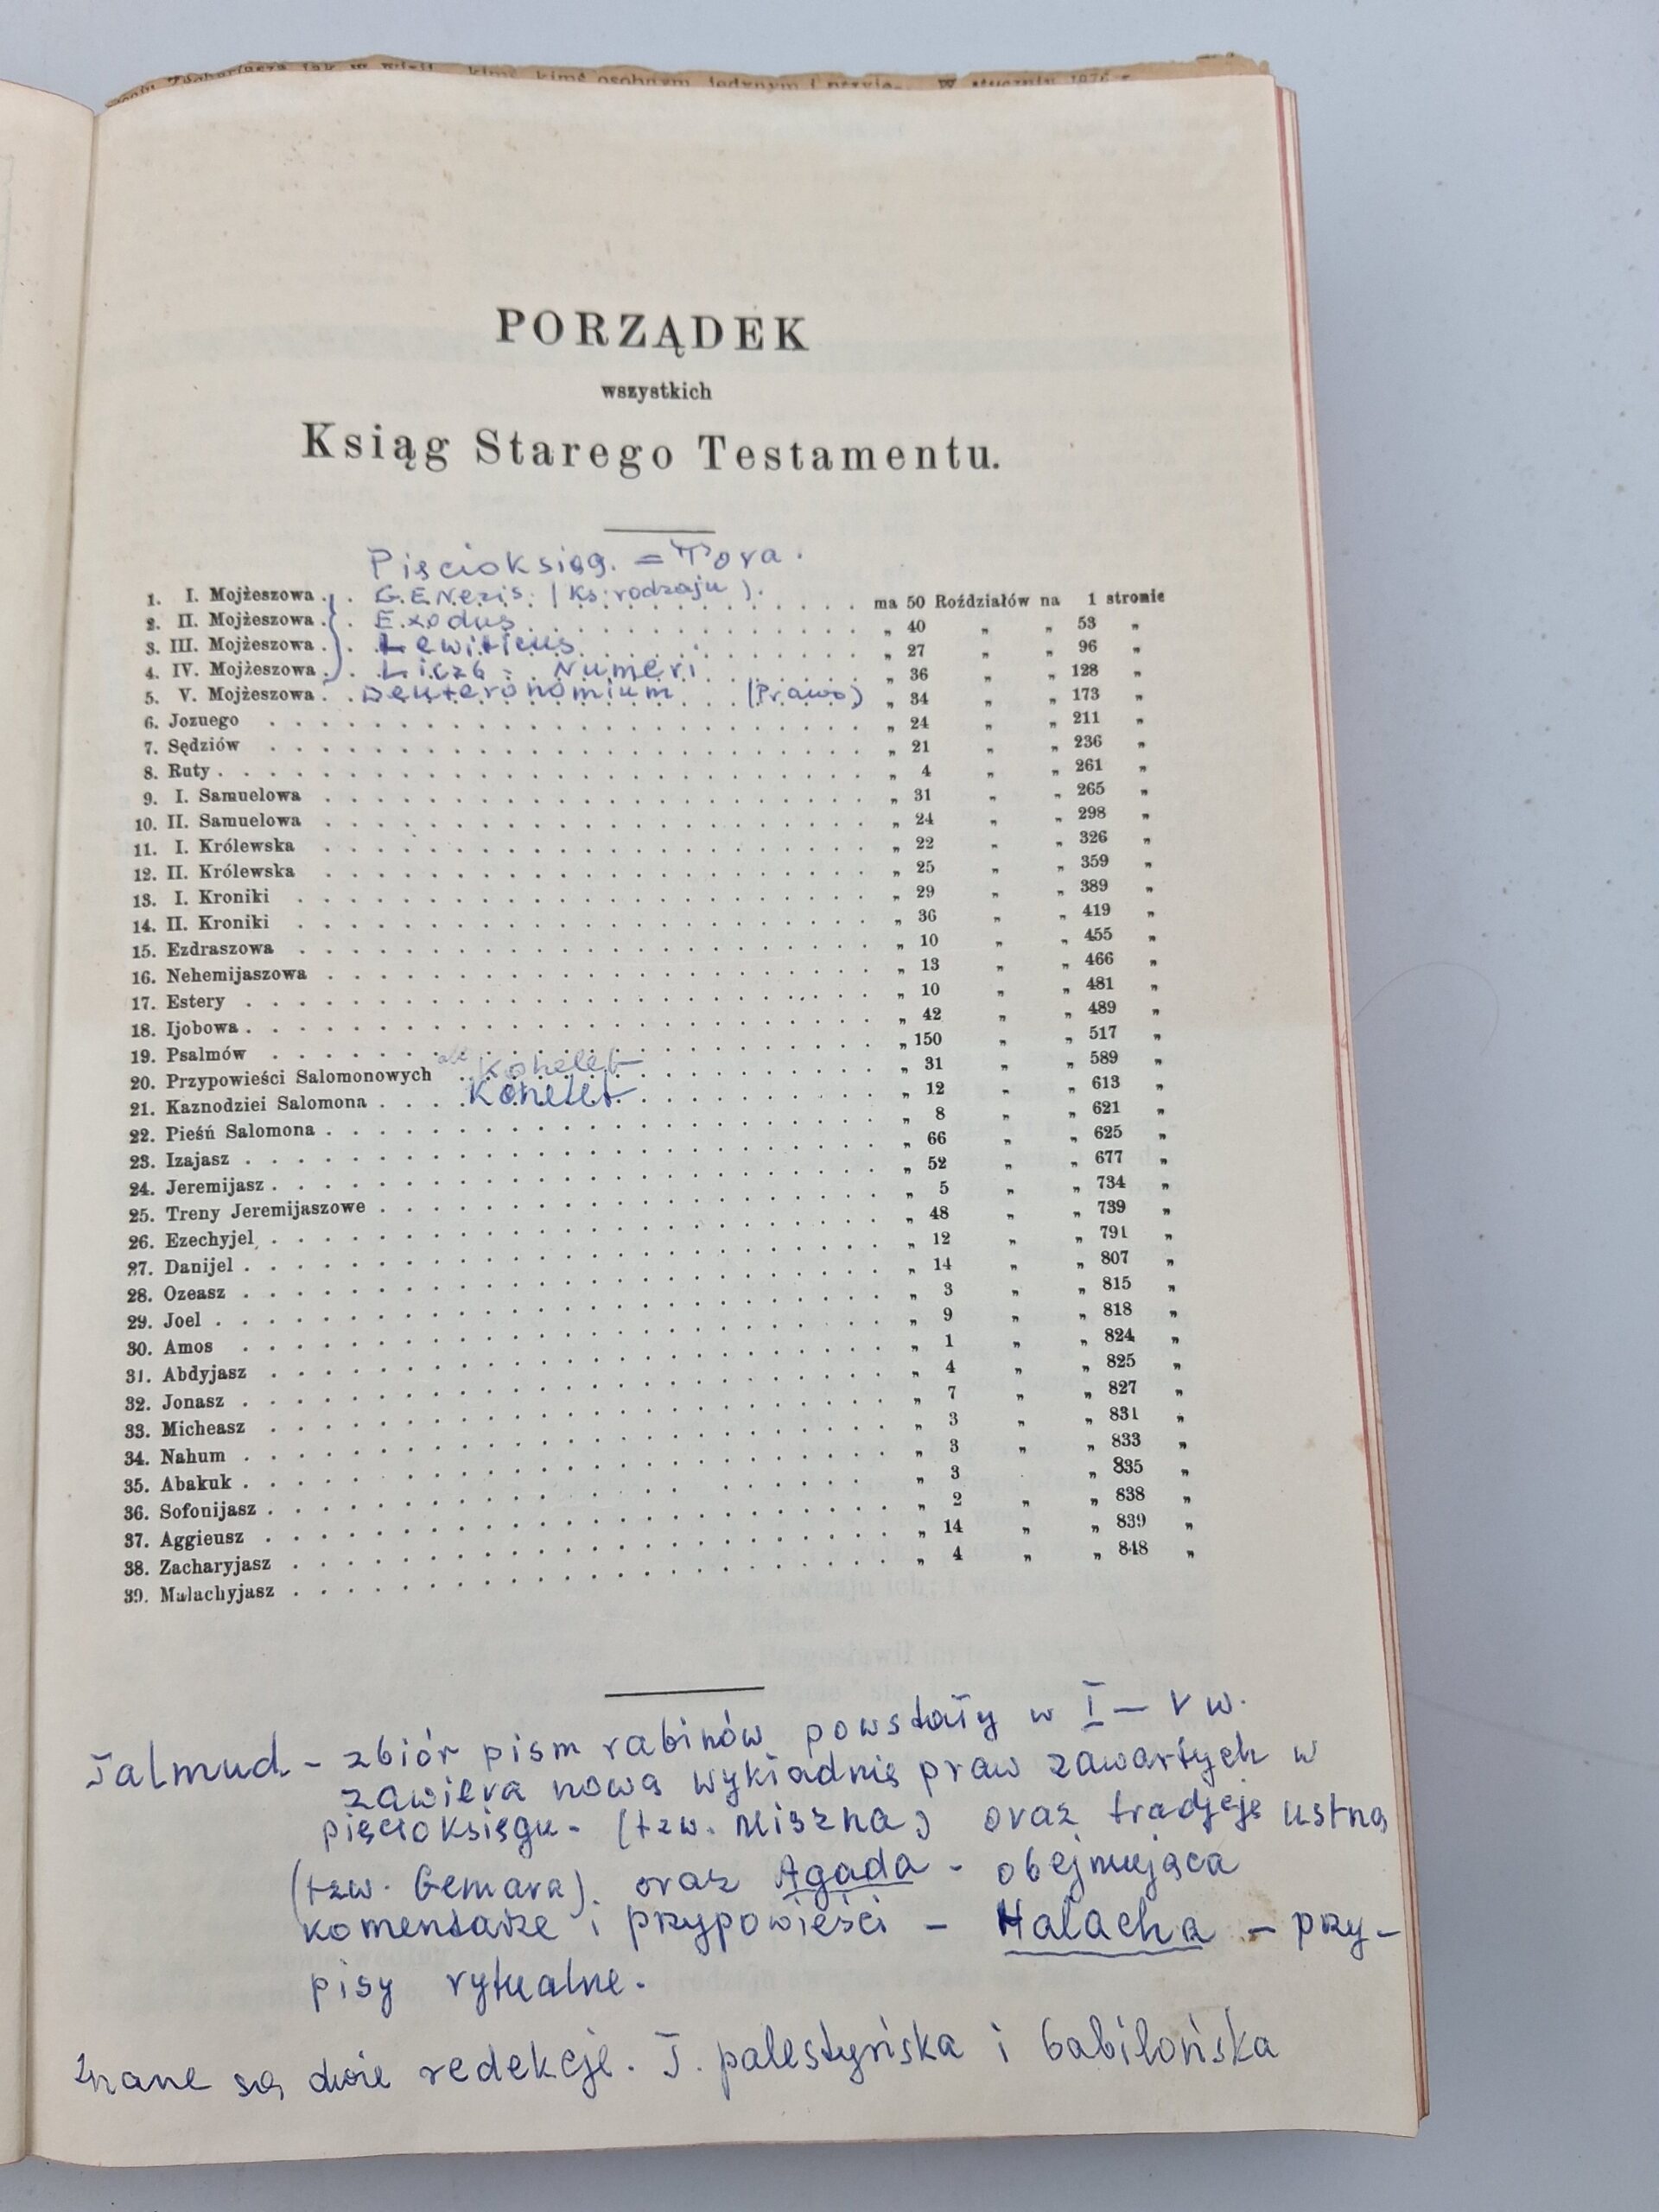 kimś osobnym, jedynym i przyję- W styczniu 1976 r
PORZĄDEK
wszystkich
Ksiąg Starego Testamentu.
Pięcioksiąg. = Tora.
1. I. Mojżeszowa . . GENezis (Ks. rodzaju). ma 50 Roździałów na 1 stronie
2. II. Mojżeszowa . . Exodus „ 40 „ „ 53 „
3. III. Mojżeszowa . . Lewiticus „ 27 „ „ 96 „
4. IV. Mojżeszowa . . Liczb - Numeri „ 36 „ „ 128 „
5. V. Mojżeszowa . . Deuteronomium (Prawo) „ 34 „ „ 173 „
6. Jozuego . . . „ 24 „ „ 211 „
7. Sędziów . . . „ 21 „ „ 236 „
8. Ruty . . . „ 4 „ „ 261 „
9. I. Samuelowa . . . „ 31 „ „ 265 „
10. II. Samuelowa . . . „ 24 „ „ 298 „
11. I. Królewska . . . „ 22 „ „ 326 „
12. II. Królewska . . . „ 25 „ „ 359 „
13. I. Kroniki . . . „ 29 „ „ 389 „
14. II. Kroniki . . . „ 36 „ „ 419 „
15. Ezdraszowa . . . „ 10 „ „ 455 „
16. Nehemijaszowa . . . „ 13 „ „ 466 „
17. Estery . . . „ 10 „ „ 481 „
18. Ijobowa . . . „ 42 „ „ 489 „
19. Psalmów . . . „ 150 „ „ 517 „
20. Przypowieści Salomonowych . . Kohelet „ 31 „ „ 589 „
21. Kaznodziei Salomona . . . Kohelet „ 12 „ „ 613 „
22. Pieśń Salomona . . . „ 8 „ „ 621 „
23. Izajasz . . . „ 66 „ „ 625 „
24. Jeremijasz . . . „ 52 „ „ 677 „
25. Treny Jeremijaszowe . . . „ 5 „ „ 734 „
26. Ezechyjel . . . „ 48 „ „ 739 „
27. Danijel . . . „ 12 „ „ 791 „
28. Ozeasz . . . „ 14 „ „ 807 „
29. Joel . . . „ 3 „ „ 815 „
30. Amos . . . „ 9 „ „ 818 „
31. Abdyjasz . . . „ 1 „ „ 824 „
32. Jonasz . . . „ 4 „ „ 825 „
33. Micheasz . . . „ 7 „ „ 827 „
34. Nahum . . . „ 3 „ „ 831 „
35. Abakuk . . . „ 3 „ „ 833 „
36. Sofonijasz . . . „ 3 „ 835 „
37. Aggieusz . . . „ 2 „ „ 838 „
38. Zacharyjasz . . . „ 14 „ „ 839 „
39. Malachyjasz . . . „ 4 „ „ 848 „
Talmud - zbiór pism rabinów powstały w I – V w.
zawiera nową wykładnię praw zawartych w
pięcioksięgu - (tzw. Miszna) oraz tradycję ustną
(tzw. Gemara). oraz Agada - obejmująca
komentarze i przypowieści - Halacha - przy-
pisy rytualne.
Znane są dwie redekcje. T. palestyńska i babilońska